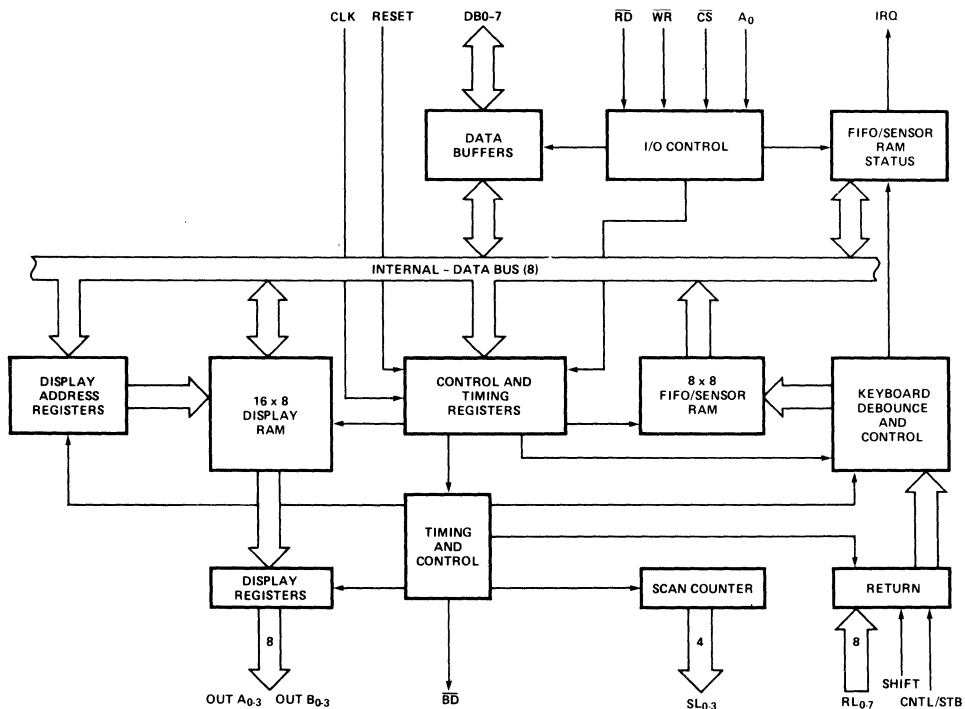 CLK RESET DB0-7 RD WR CS A0 IRQ
DATA
BUFFERS
I/O CONTROL
FIFO/SENSOR
RAM
STATUS
INTERNAL – DATA BUS (8)
DISPLAY
ADDRESS
REGISTERS
16 x 8
DISPLAY
RAM
CONTROL AND
TIMING
REGISTERS
8 x 8
FIFO/SENSOR
RAM
KEYBOARD
DEBOUNCE
AND
CONTROL
TIMING
AND
CONTROL
DISPLAY
REGISTERS
SCAN COUNTER
RETURN
8
4
8
OUT A0-3 OUT B0-3
BD
SL0-3
RL0-7
SHIFT
CNTL/STB